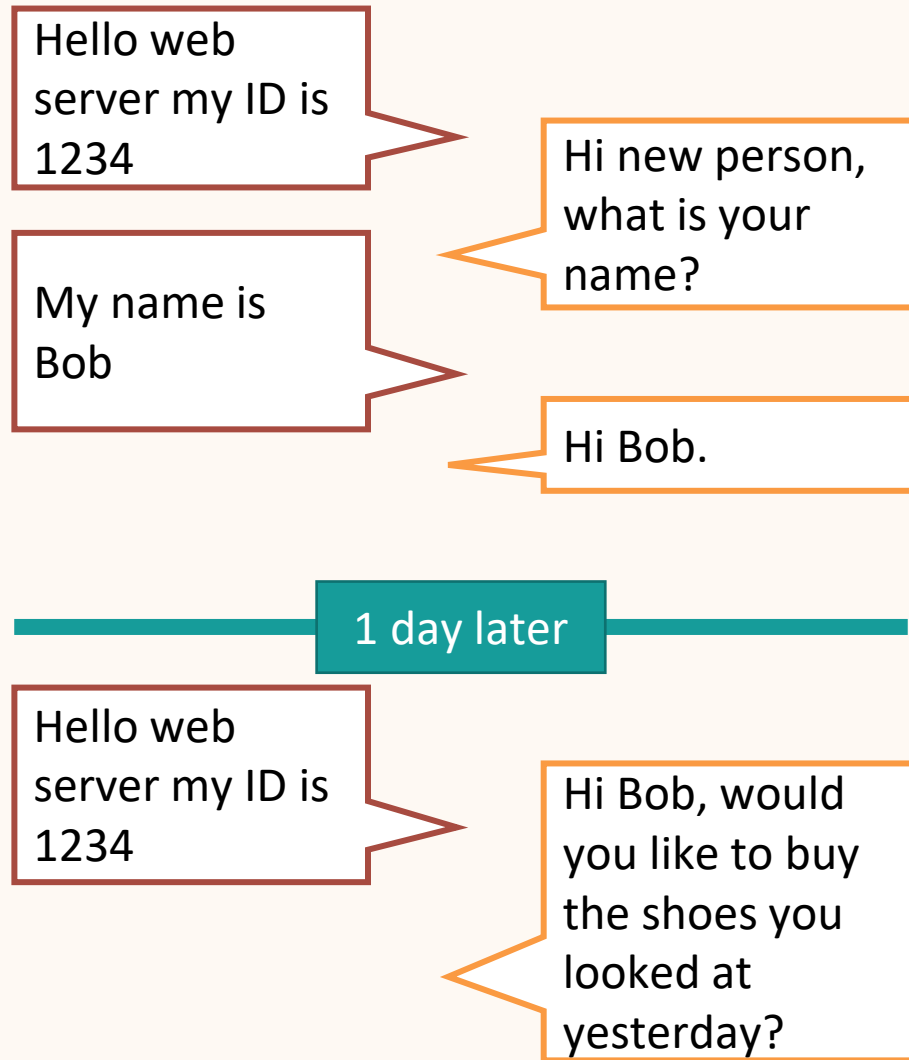 Hello web
server my ID is
1234
Hi new person,
what is your
name?
My name is
Bob
Hi Bob.
1 day later
Hello web
server my ID is
1234
Hi Bob, would
you like to buy
the shoes you
looked at
yesterday?